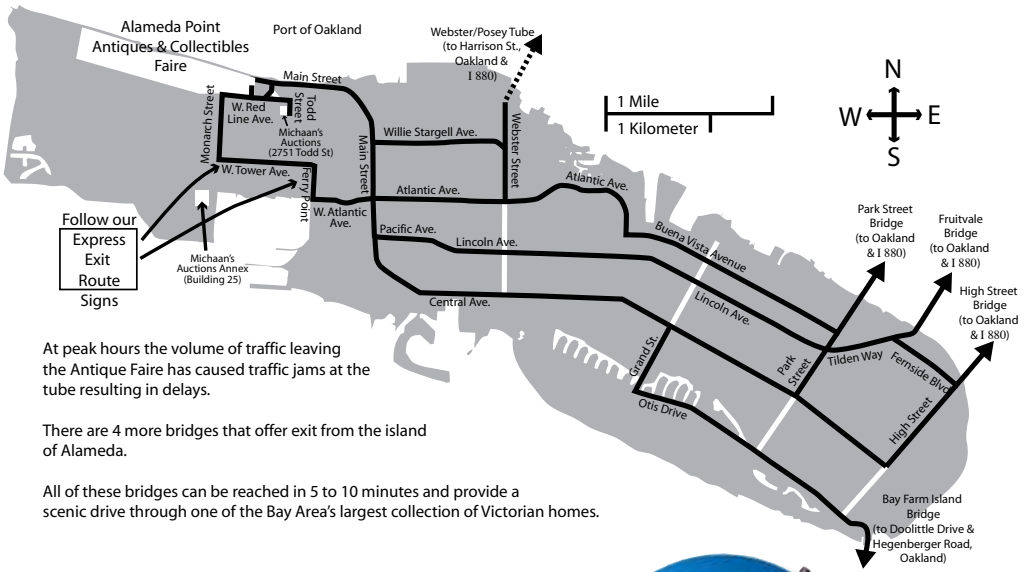 Alameda Point
Antiques & Collectibles
Faire
Port of Oakland
Webster/Posey Tube
(to Harrison St.,
Oakland &
I 880)
1 Mile
1 Kilometer
N
W
E
S
Main Street
Monarch Street
W. Red
Line Ave.
Todd
Street
Michaan's
Auctions
(2751 Todd St)
Main Street
Willie Stargell Ave.
Webster Street
W. Tower Ave.
Ferry Point
W. Atlantic
Ave.
Atlantic Ave.
Atlantic Ave.
Follow our
Express
Exit
Route
Signs
Michaan's
Auctions Annex
(Building 25)
Pacific Ave.
Lincoln Ave.
Buena Vista Avenue
Park Street
Bridge
(to Oakland
& I 880)
Fruitvale
Bridge
(to Oakland
& I 880)
High Street
Bridge
(to Oakland
& I 880)
Central Ave.
Lincoln Ave.
Grand St.
Park
Street
Tilden Way
Fernside Blvd
Otis Drive
High Street
At peak hours the volume of traffic leaving
the Antique Faire has caused traffic jams at the
tube resulting in delays.
There are 4 more bridges that offer exit from the island
of Alameda.
All of these bridges can be reached in 5 to 10 minutes and provide a
scenic drive through one of the Bay Area's largest collection of Victorian homes.
Bay Farm Island
Bridge
(to Doolittle Drive &
Hegenberger Road,
Oakland)